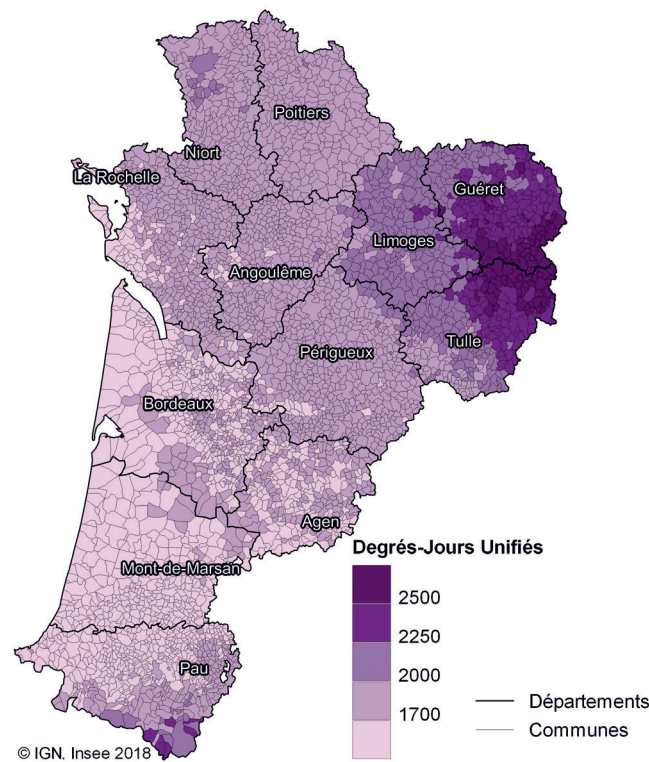 Poitiers
Niort
La Rochelle
Guéret
Limoges
Angoulême
Tulle
Périgueux
Bordeaux
Agen
Mont-de-Marsan
Pau
Degrés-Jours Unifiés
2500
2250
2000
1700
Départements
Communes
© IGN. Insee 2018